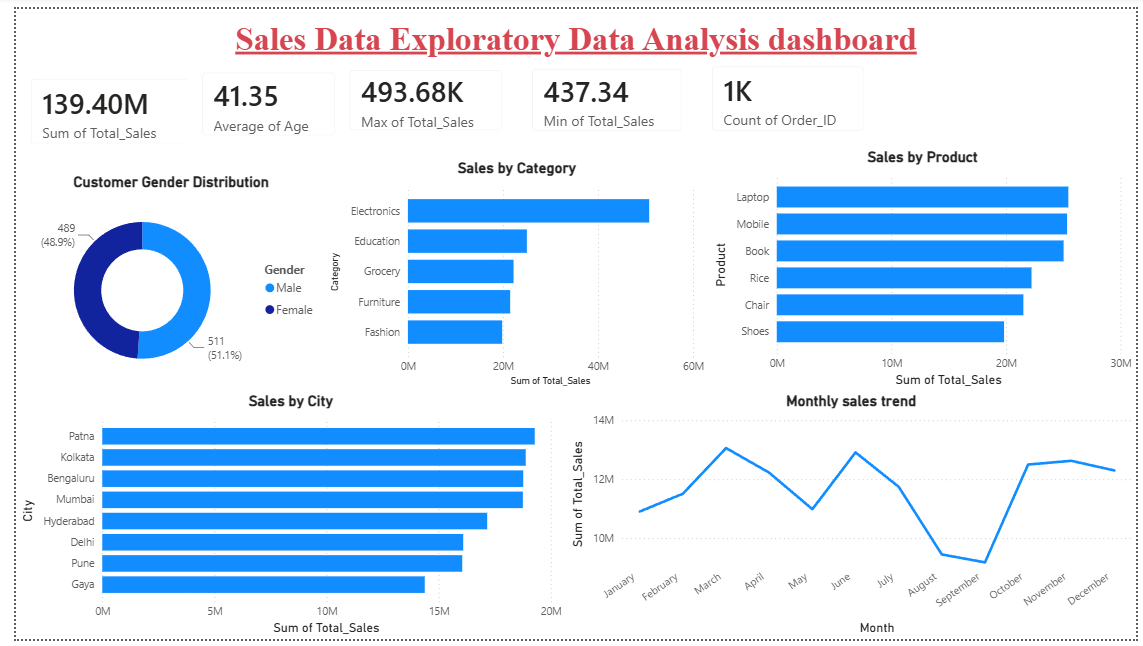 Sales Data Exploratory Data Analysis dashboard
139.40M
Sum of Total_Sales
41.35
Average of Age
493.68K
Max of Total_Sales
437.34
Min of Total_Sales
1K
Count of Order_ID
Customer Gender Distribution
489
(48.9%)
511
(51.1%)
Gender
Male
Female
Sales by Category
Category
Electronics
Education
Grocery
Furniture
Fashion
0M 20M 40M 60M
Sum of Total_Sales
Sales by Product
Product
Laptop
Mobile
Book
Rice
Chair
Shoes
0M 10M 20M 30M
Sum of Total_Sales
Sales by City
City
Patna
Kolkata
Bengaluru
Mumbai
Hyderabad
Delhi
Pune
Gaya
0M 5M 10M 15M 20M
Sum of Total_Sales
Monthly sales trend
Sum of Total_Sales
14M
12M
10M
January February March April May June July August September October November December
Month